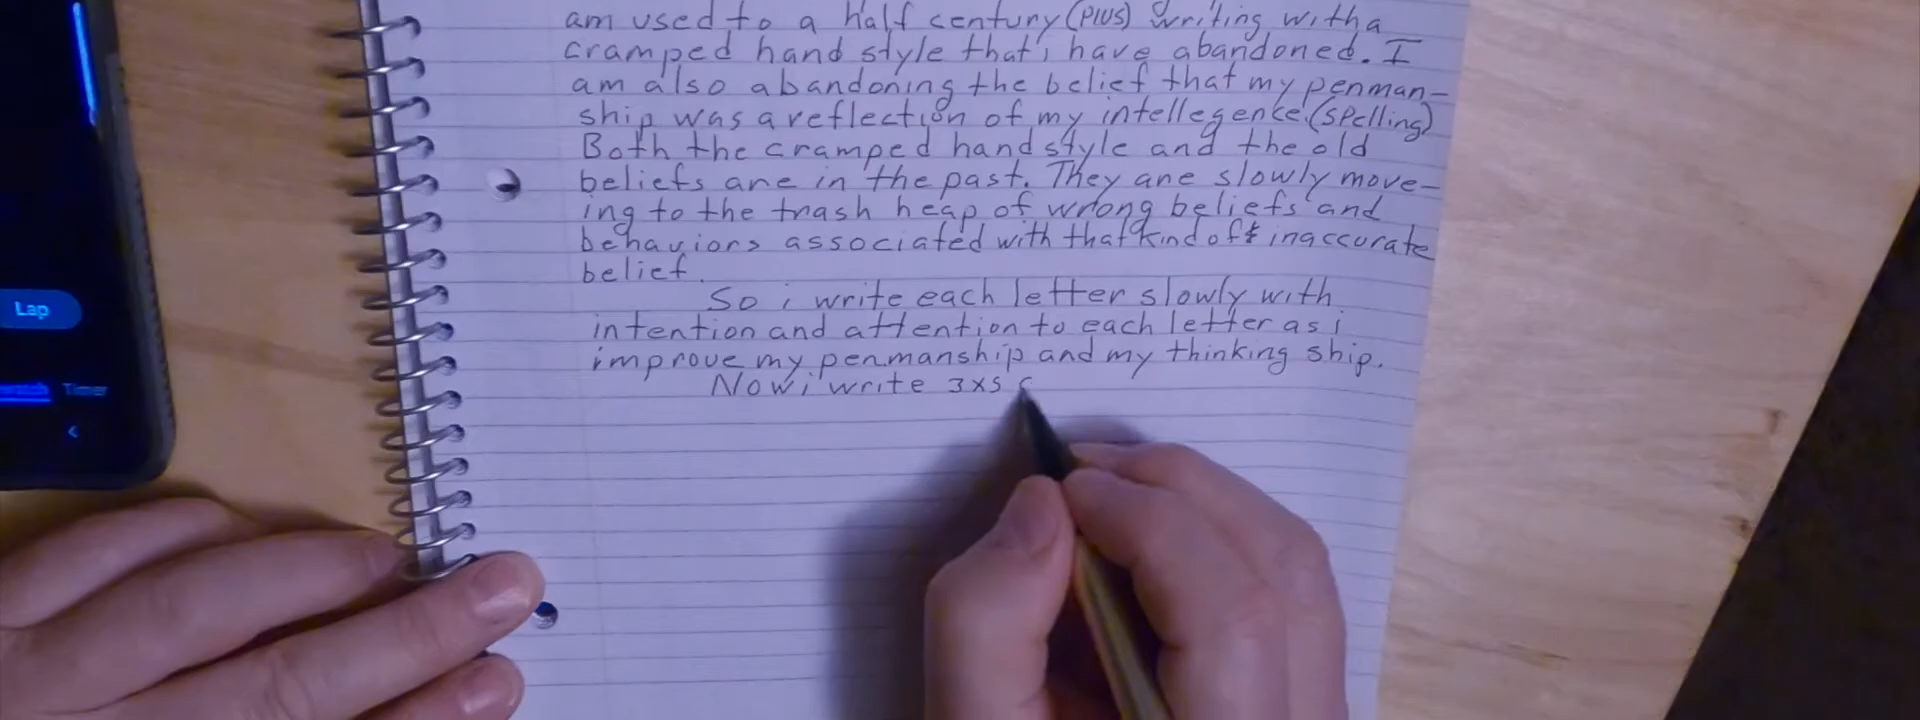 am used to a half century (plus) writing with a
cramped hand style that i have abandoned. I
am also abandoning the belief that my penman-
ship was a reflection of my intellegence. (spelling)
Both the cramped hand style and the old
beliefs are in the past. They are slowly move-
ing to the trash heap of wrong beliefs and
behaviors associated with that kind of inaccurate
belief.
So i write each letter slowly with
intention and attention to each letter as i
improve my penmanship and my thinking ship.
Now i write 3x5 c
Lap
Timer